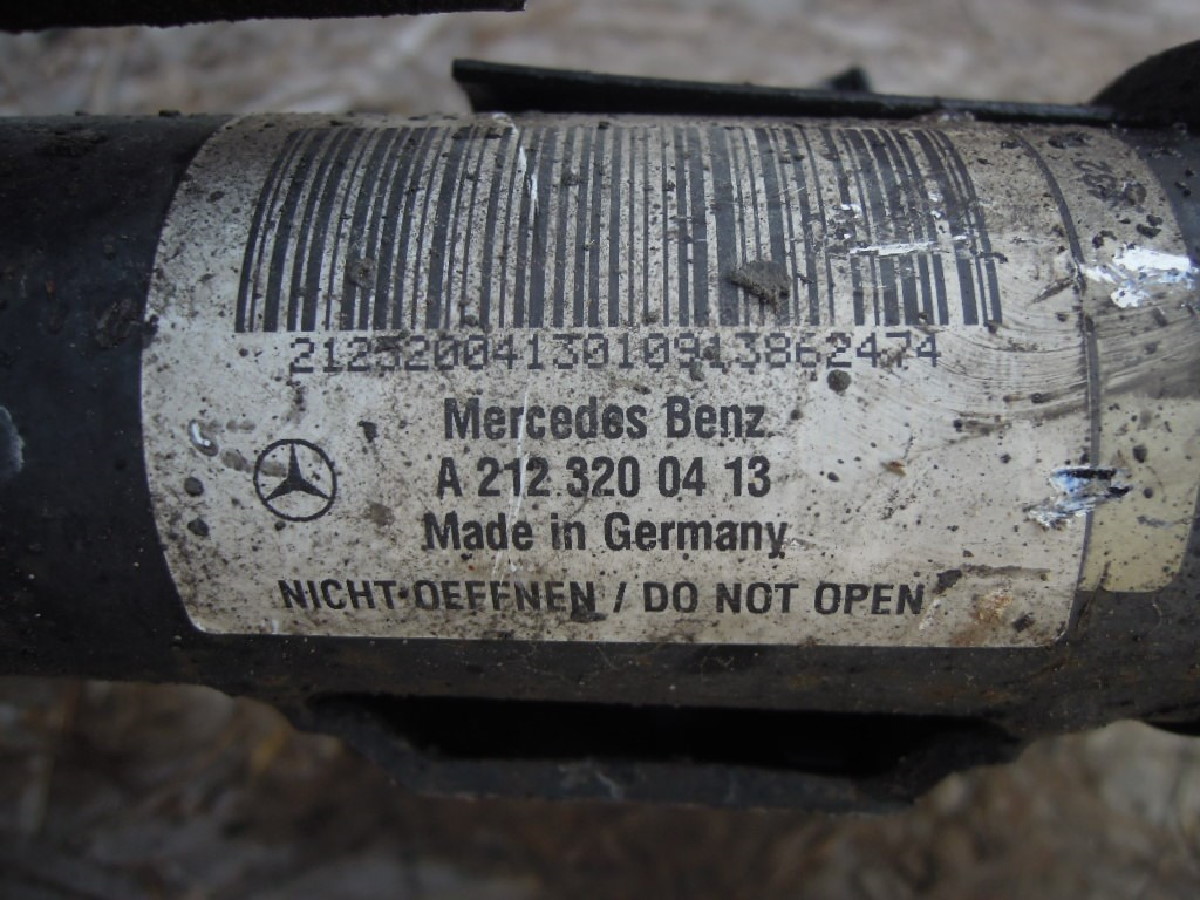 2123200413010913862474
Mercedes Benz
A 212 320 04 13
Made in Germany
NICHT OEFFNEN / DO NOT OPEN